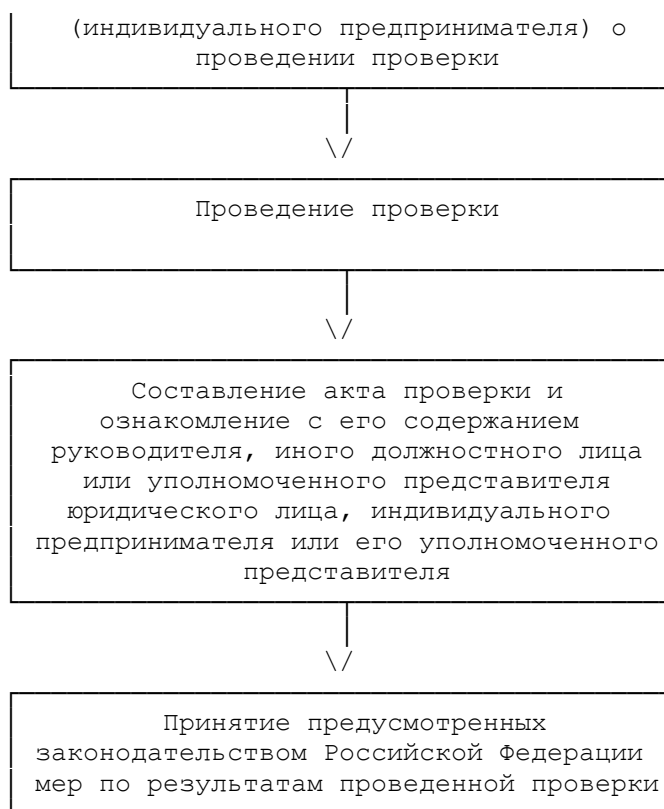 (индивидуального предпринимателя) о
проведении проверки
\/
Проведение проверки
\/
Составление акта проверки и
ознакомление с его содержанием
руководителя, иного должностного лица
или уполномоченного представителя
юридического лица, индивидуального
предпринимателя или его уполномоченного
представителя
\/
Принятие предусмотренных
законодательством Российской Федерации
мер по результатам проведенной проверки